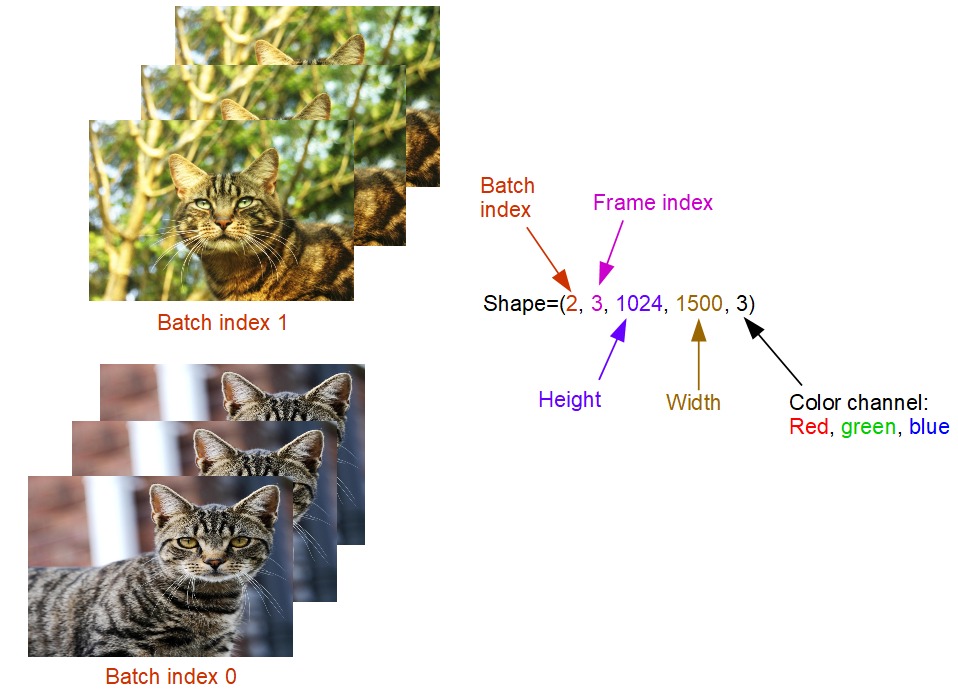 Batch index 1
Batch index 0
Batch
index
Frame index
Shape=(2, 3, 1024, 1500, 3)
Height
Width
Color channel:
Red, green, blue